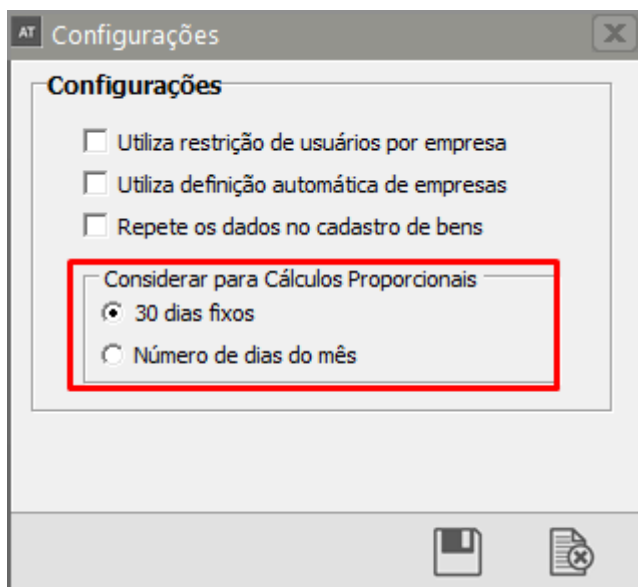 AT Configurações
Configurações
Utiliza restrição de usuários por empresa
Utiliza definição automática de empresas
Repete os dados no cadastro de bens
Considerar para Cálculos Proporcionais
30 dias fixos
Número de dias do mês